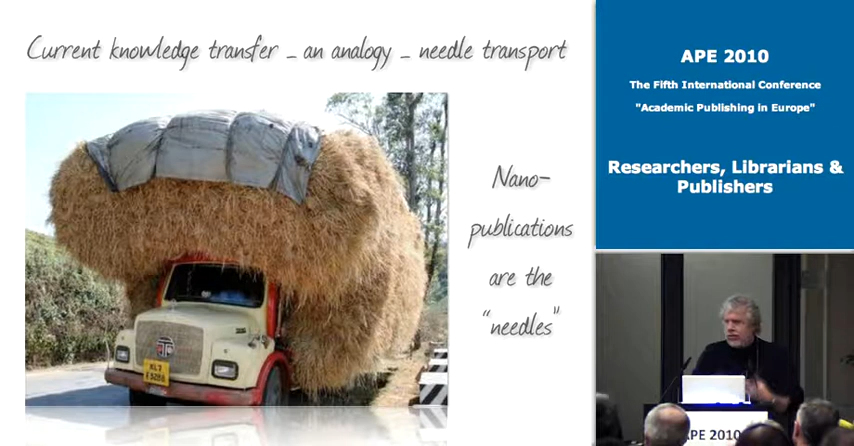 Current knowledge transfer – an analogy – needle transport
Nano-
publications
are the
“needles”
APE 2010
The Fifth International Conference
"Academic Publishing in Europe"
Researchers, Librarians &
Publishers
APE 2010